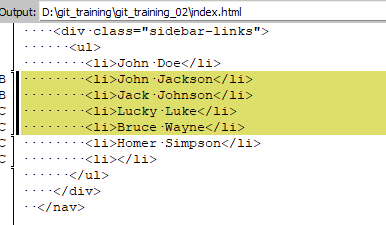 Output: D:\git_training\git_training_02\index.html
<div class="sidebar-links">
<ul>
<li>John Doe</li>
B <li>John Jackson</li>
B <li>Jack Johnson</li>
C <li>Lucky Luke</li>
C <li>Bruce Wayne</li>
C <li>Homer Simpson</li>
C <li></li>
</ul>
</div>
</nav>